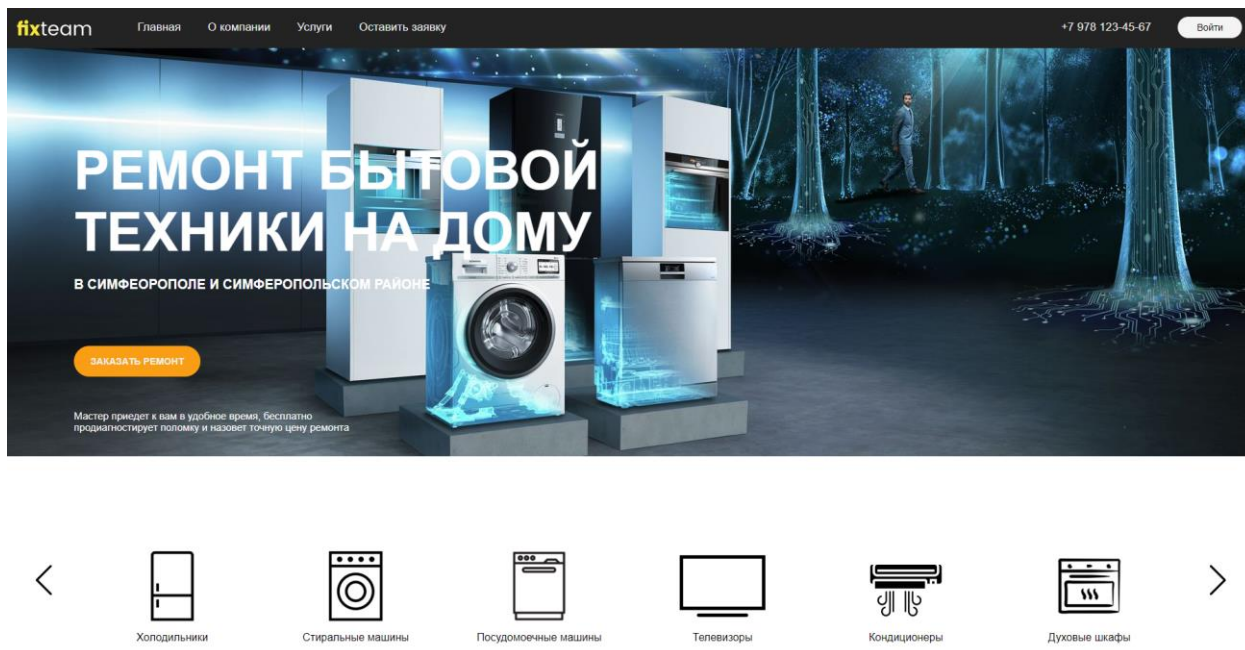 fixteam Главная О компании Услуги Оставить заявку +7 978 123-45-67 Войти
РЕМОНТ БЫТОВОЙ
ТЕХНИКИ НА ДОМУ
В СИМФЕОРОПОЛЕ И СИМФЕРОПОЛЬСКОМ РАЙОНЕ
ЗАКАЗАТЬ РЕМОНТ
Мастер приедет к вам в удобное время, бесплатно
продиагностирует поломку и назовет точную цену ремонта
Холодильники Стиральные машины Посудомоечные машины Телевизоры Кондиционеры Духовые шкафы